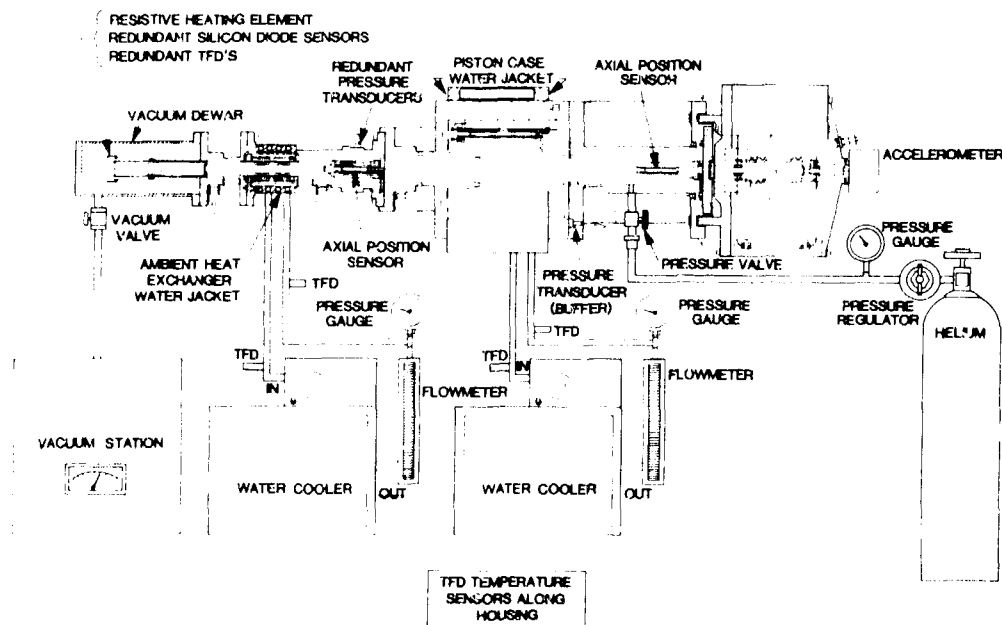 RESISTIVE HEATING ELEMENT
REDUNDANT SILICON DIODE SENSORS
REDUNDANT TFD'S
VACUUM DEWAR
REDUNDANT
PRESSURE
TRANSDUCERS
PISTON CASE
WATER JACKET
AXIAL POSITION
SENSOR
ACCELEROMETER
VACUUM
VALVE
AMBIENT HEAT
EXCHANGER
WATER JACKET
AXIAL POSITION
SENSOR
TFD
PRESSURE
GAUGE
PRESSURE
TRANSDUCER
(BUFFER)
PRESSURE VALVE
PRESSURE
GAUGE
PRESSURE
GAUGE
PRESSURE
REGULATOR
HELIUM
TFD
TFD
IN
FLOWMETER
TFD
IN
FLOWMETER
VACUUM STATION
WATER COOLER
OUT
WATER COOLER
OUT
TFD TEMPERATURE
SENSORS ALONG
HOUSING